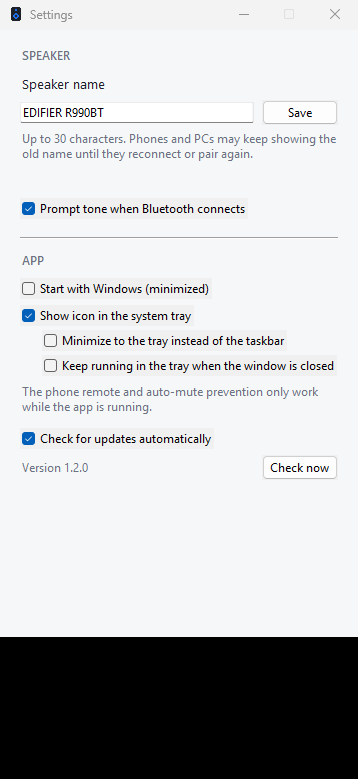 Settings
SPEAKER
Speaker name
EDIFIER R990BT
Save
Up to 30 characters. Phones and PCs may keep showing the
old name until they reconnect or pair again.
Prompt tone when Bluetooth connects
APP
Start with Windows (minimized)
Show icon in the system tray
Minimize to the tray instead of the taskbar
Keep running in the tray when the window is closed
The phone remote and auto-mute prevention only work
while the app is running.
Check for updates automatically
Version 1.2.0
Check now